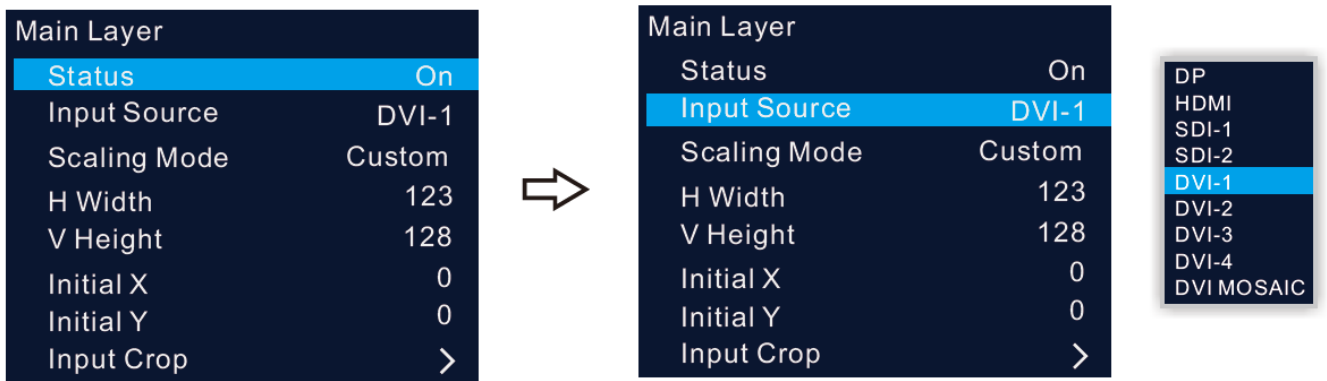 Main Layer
Status On
Input Source DVI-1
Scaling Mode Custom
H Width 123
V Height 128
Initial X 0
Initial Y 0
Input Crop >
Main Layer
Status On
Input Source DVI-1
Scaling Mode Custom
H Width 123
V Height 128
Initial X 0
Initial Y 0
Input Crop >
DP
HDMI
SDI-1
SDI-2
DVI-1
DVI-2
DVI-3
DVI-4
DVI MOSAIC